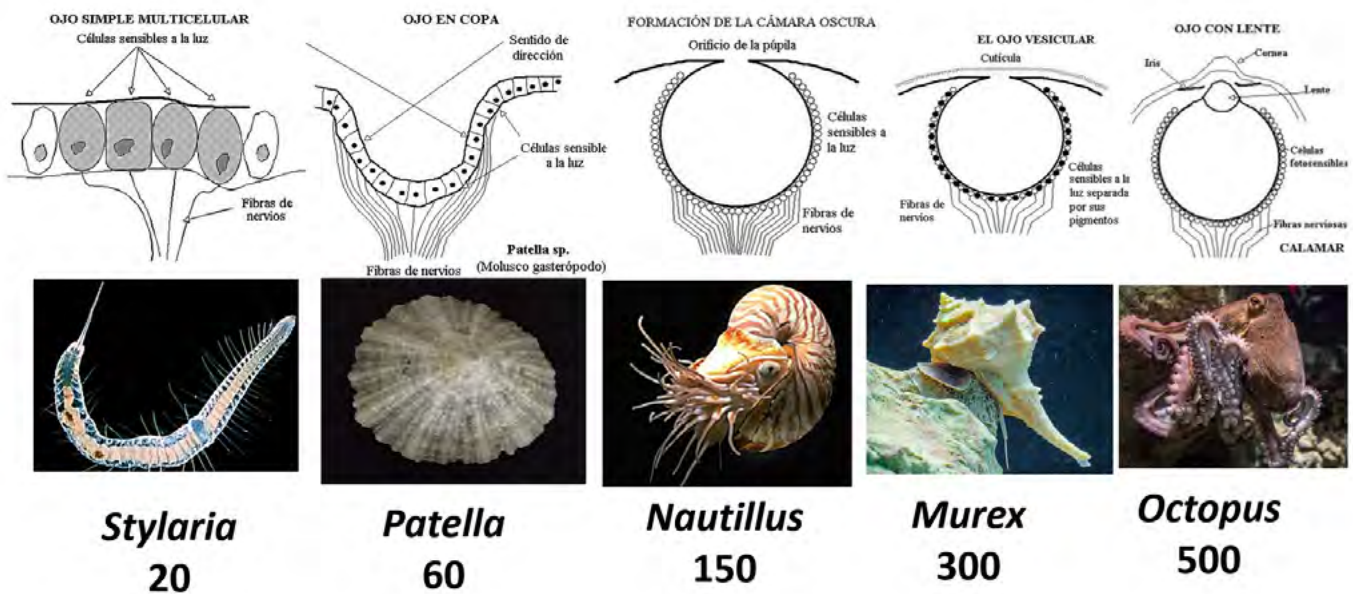 OJO SIMPLE MULTICELULAR
Células sensibles a la luz
Fibras de
nervios
OJO EN COPA
Sentido de
dirección
Células sensible
a la luz
Patella sp.
(Molusco gasterópodo)
Fibras de nervios
FORMACIÓN DE LA CÁMARA OSCURA
Orificio de la púpila
Células
sensibles a
la luz
Fibras de
nervios
EL OJO VESICULAR
Cutícula
Fibras de
nervios
Células
sensibles a la
luz separada
por sus
pigmentos
OJO CON LENTE
Cornea
Iris
Lente
Células
fotosensibles
Fibras nerviosas
CALAMAR
Stylaria
20
Patella
60
Nautillus
150
Murex
300
Octopus
500